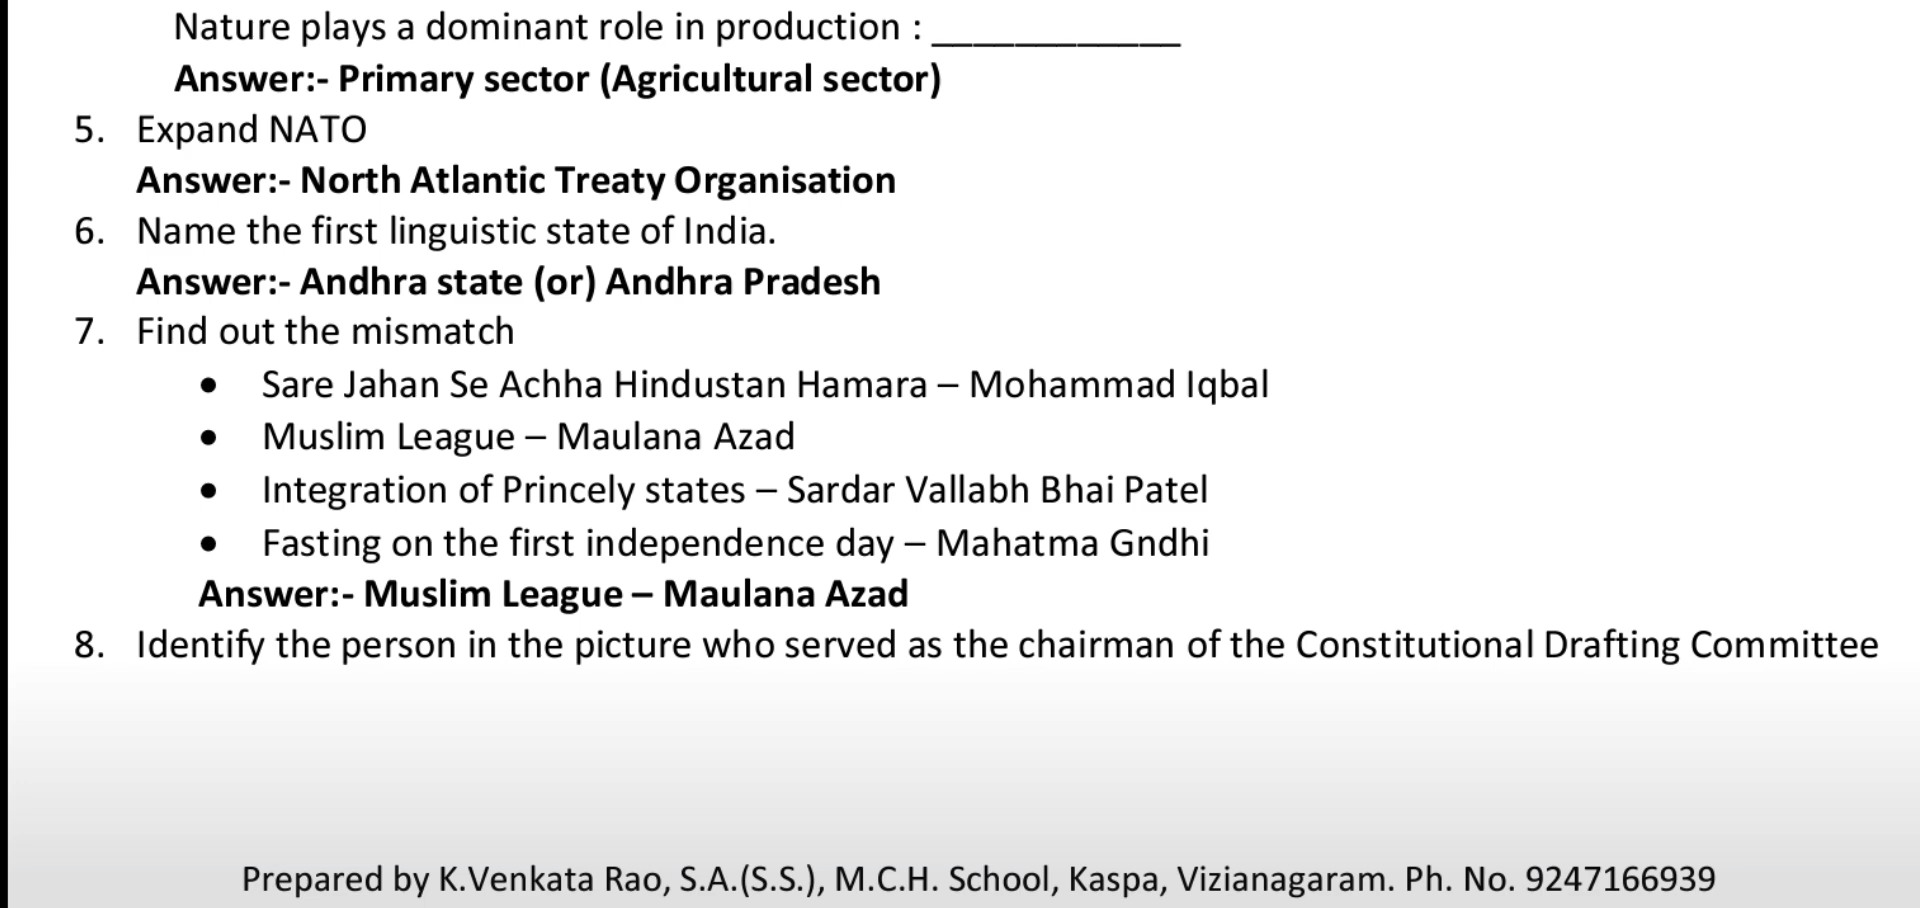 Nature plays a dominant role in production : ____________
Answer:- Primary sector (Agricultural sector)
5. Expand NATO
Answer:- North Atlantic Treaty Organisation
6. Name the first linguistic state of India.
Answer:- Andhra state (or) Andhra Pradesh
7. Find out the mismatch
• Sare Jahan Se Achha Hindustan Hamara – Mohammad Iqbal
• Muslim League – Maulana Azad
• Integration of Princely states – Sardar Vallabh Bhai Patel
• Fasting on the first independence day – Mahatma Gndhi
Answer:- Muslim League – Maulana Azad
8. Identify the person in the picture who served as the chairman of the Constitutional Drafting Committee
Prepared by K.Venkata Rao, S.A.(S.S.), M.C.H. School, Kaspa, Vizianagaram. Ph. No. 9247166939